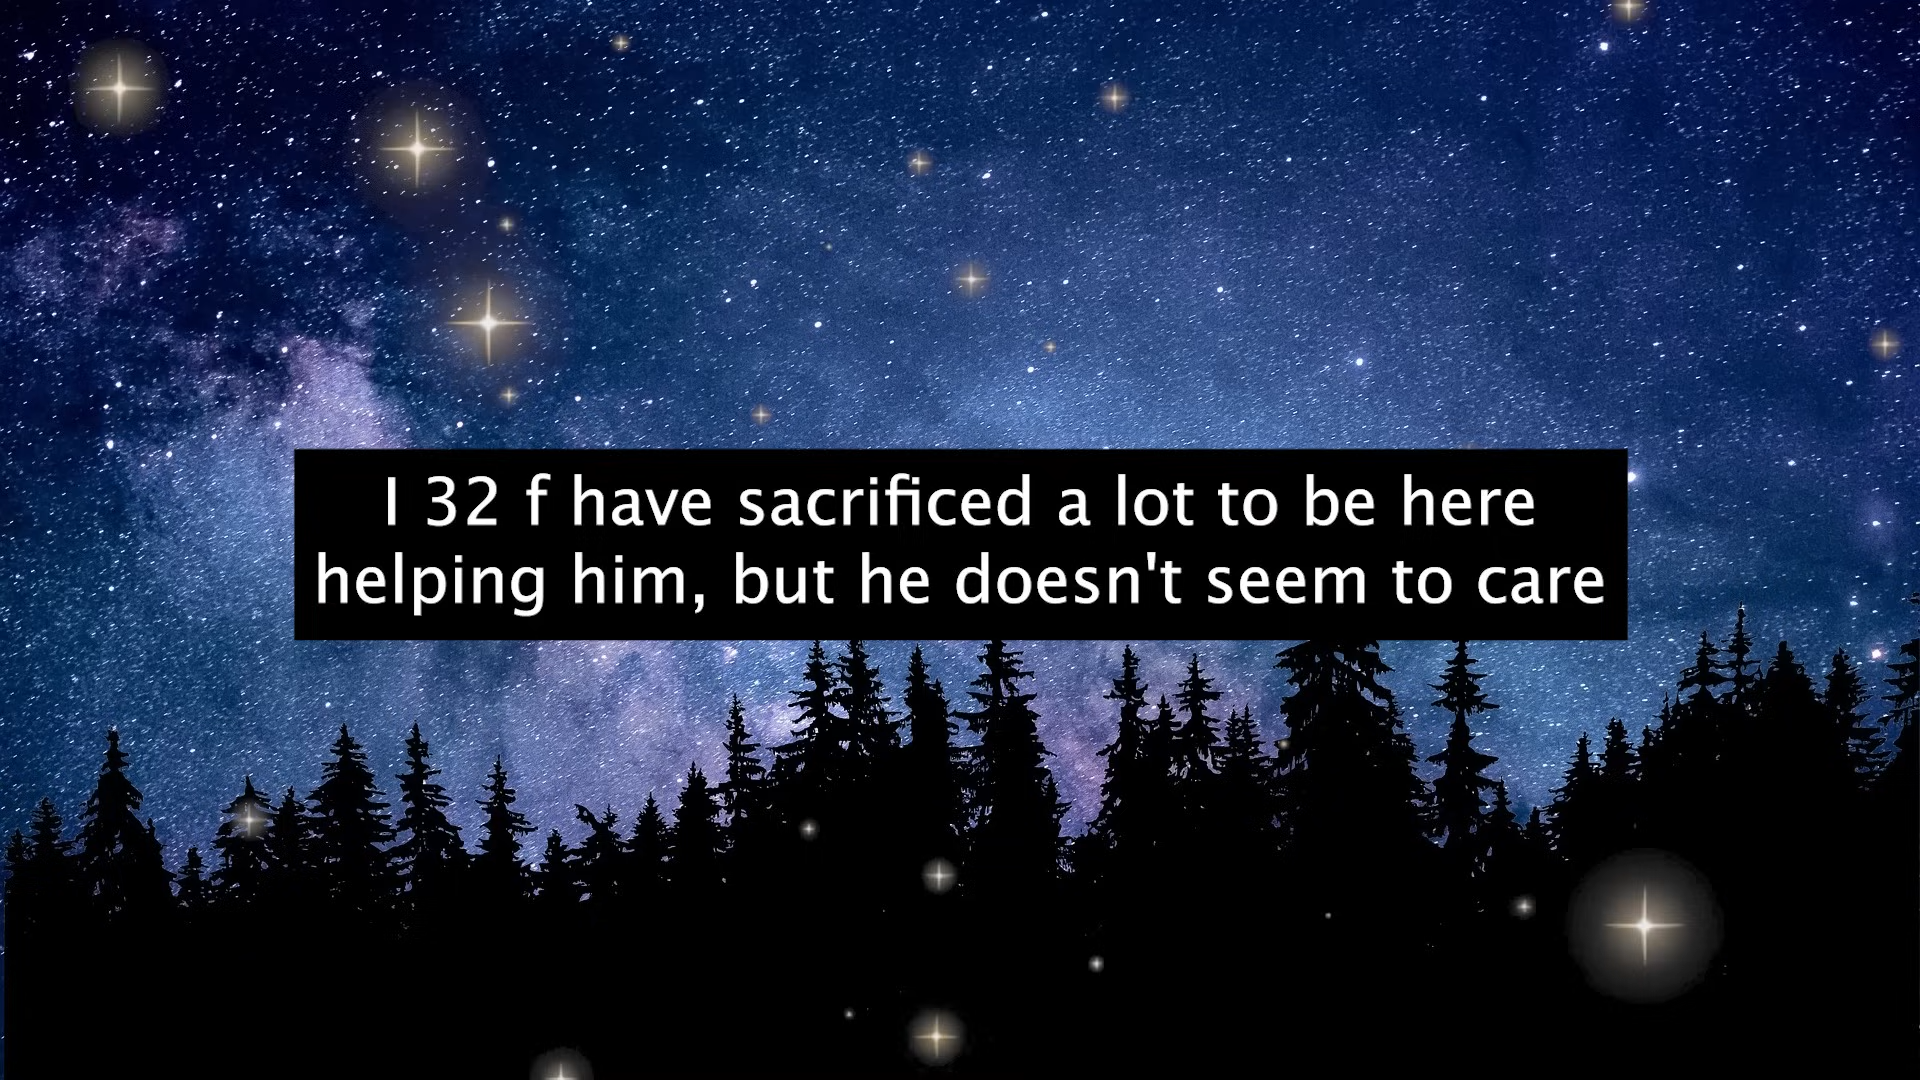 I 32 f have sacrificed a lot to be here
helping him, but he doesn't seem to care